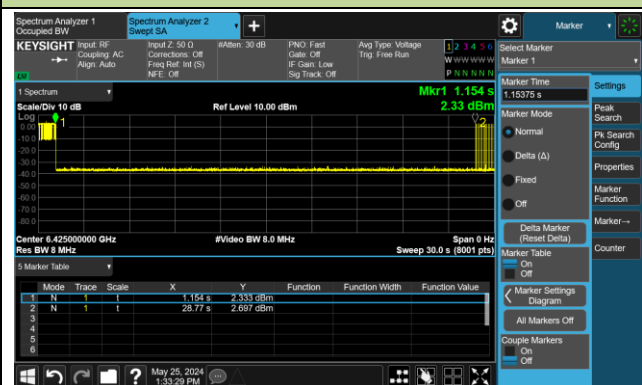 Spectrum Analyzer 1
Occupied BW
Spectrum Analyzer 2
Swept SA
Marker
KEYSIGHT
Input: RF
Coupling: AC
Align: Auto
Input Z: 50 Ω
Corrections: Off
Freq Ref: Int (S)
NFE: Off
#Atten: 30 dB
PNO: Fast
Gate: Off
IF Gain: Low
Sig Track: Off
Avg Type: Voltage
Trig: Free Run
1 2 3 4 5 6
W W W W W W
P N N N N N
1 Spectrum
Scale/Div 10 dB
Ref Level 10.00 dBm
Mkr1 1.154 s
2.33 dBm
Log
0.00
-10.0
-20.0
-30.0
-40.0
-50.0
-60.0
-70.0
-80.0
1
2
Center 6.425000000 GHz
Res BW 8 MHz
#Video BW 8.0 MHz
Span 0 Hz
Sweep 30.0 s (8001 pts)
5 Marker Table
Mode Trace Scale X Y Function Function Width Function Value
1 N 1 t 1.154 s 2.333 dBm
2 N 1 t 28.77 s 2.697 dBm
3
4
5
6
May 25, 2024
1:33:29 PM
Select Marker
Marker 1
Marker Time
1.15375 s
Marker Mode
Normal
Delta (Δ)
Fixed
Off
Delta Marker
(Reset Delta)
Marker Table
On
Off
Marker Settings
Diagram
All Markers Off
Couple Markers
On
Off
Settings
Peak
Search
Pk Search
Config
Properties
Marker
Function
Marker→
Counter